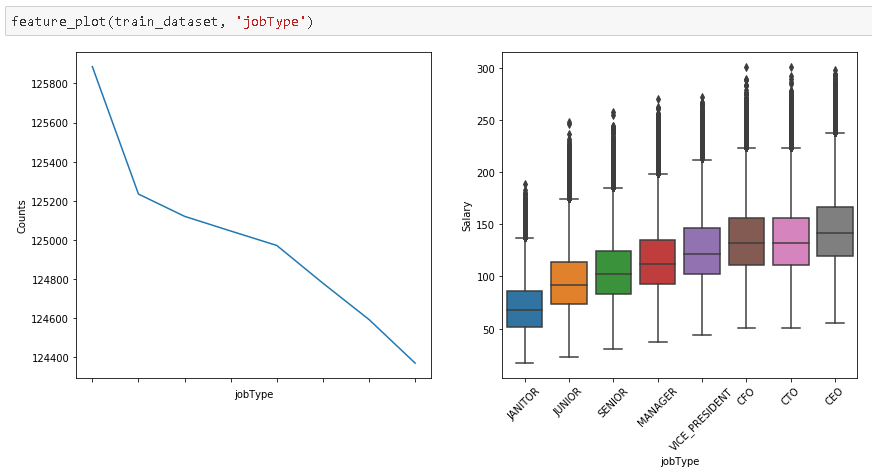 feature_plot(train_dataset, 'jobType')
125800
125600
125400
125200
125000
124800
124600
124400
Counts
jobType
300
250
200
150
100
50
Salary
JANITOR
JUNIOR
SENIOR
MANAGER
VICE_PRESIDENT
CFO
CTO
CEO
jobType